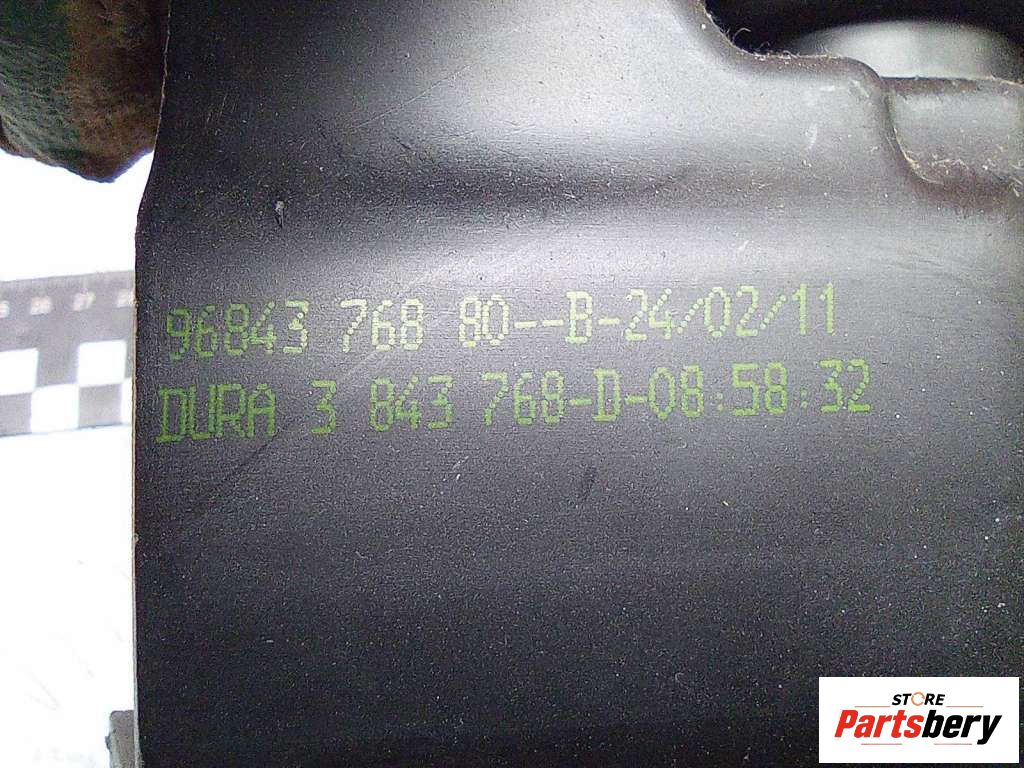 96843 768 80--B-24/02/11
DURA 3 843 768-D-08:58:32
STORE
Partsbery